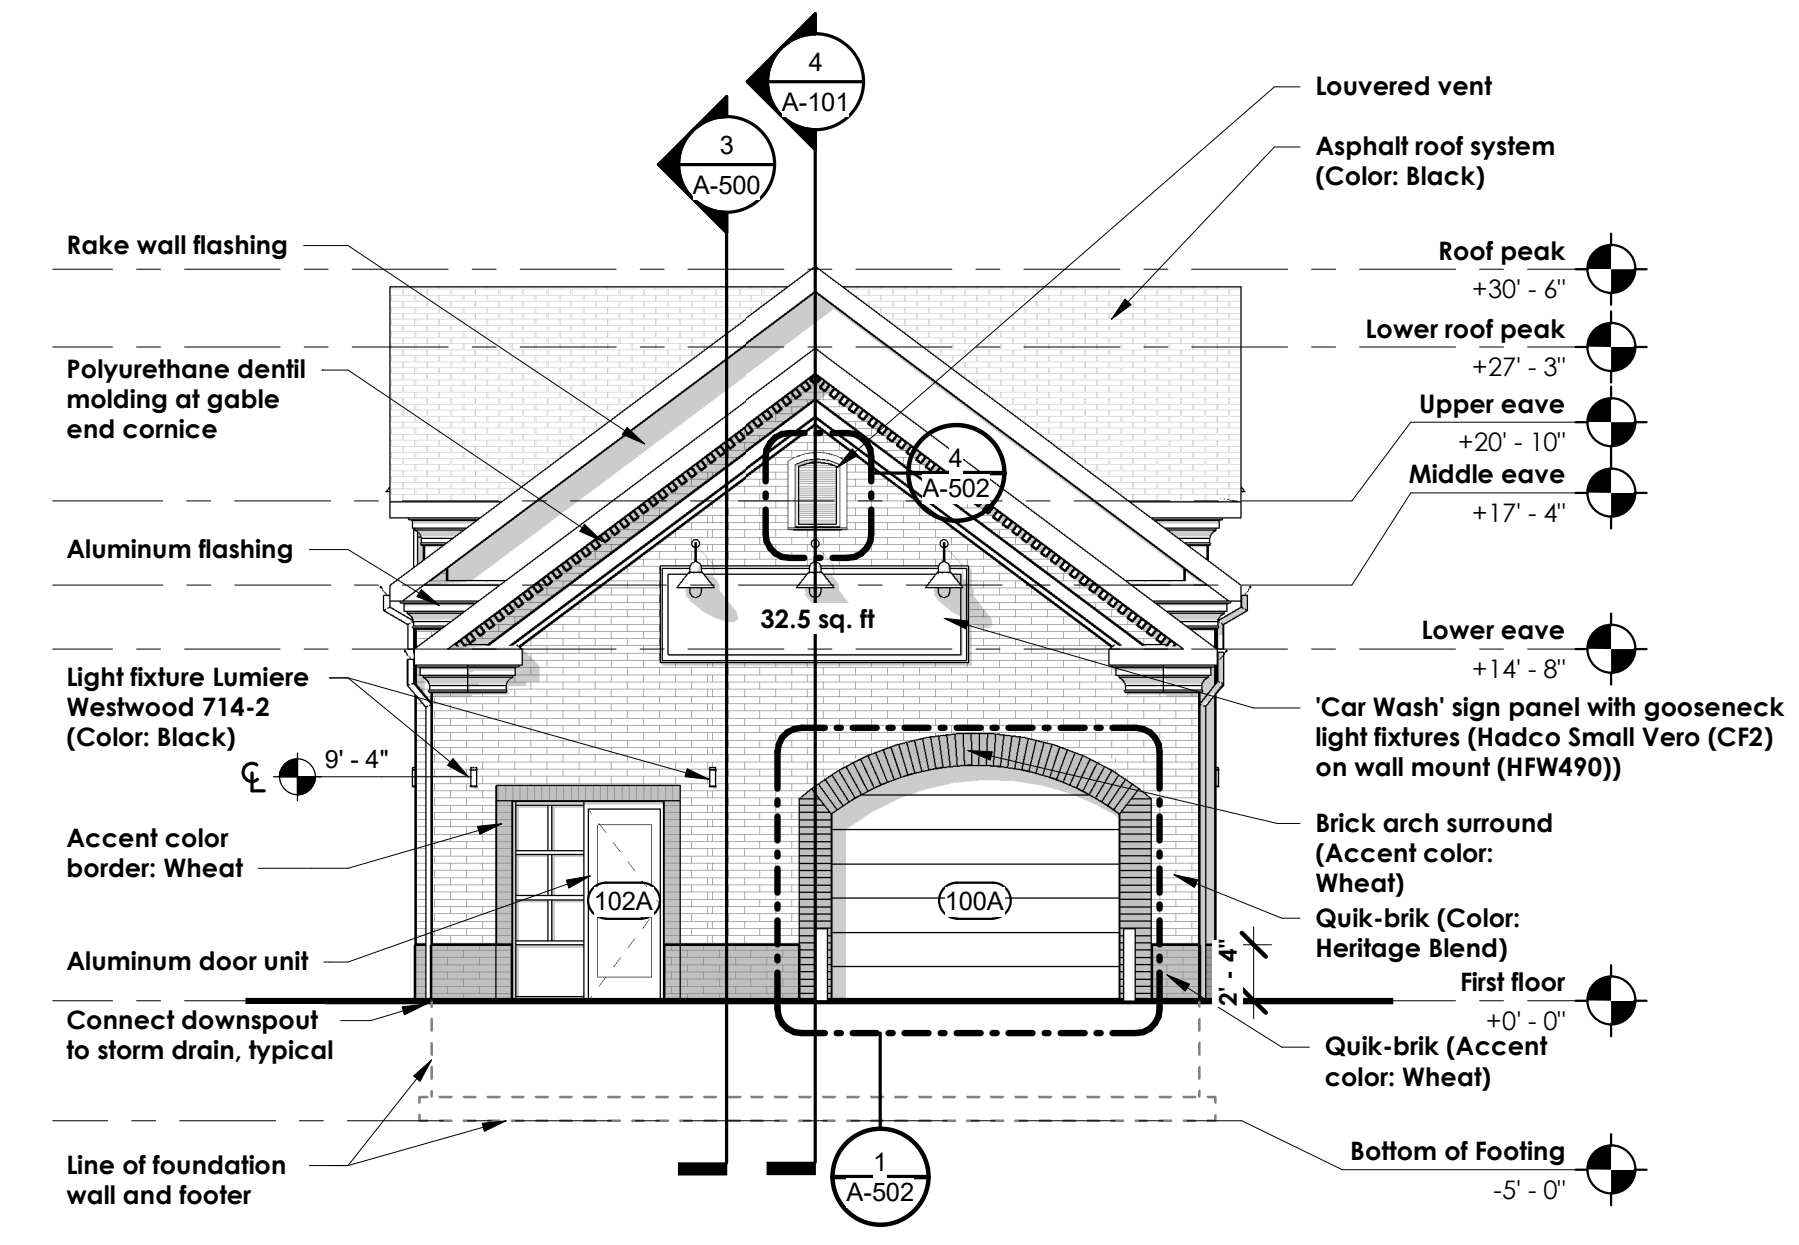 4
A-101
3
A-500
Louvered vent
Asphalt roof system
(Color: Black)
Rake wall flashing
Polyurethane dentil
molding at gable
end cornice
Aluminum flashing
Light fixture Lumiere
Westwood 714-2
(Color: Black)
℄ 9' - 4"
Accent color
border: Wheat
Aluminum door unit
Connect downspout
to storm drain, typical
Line of foundation
wall and footer
4
A-502
32.5 sq. ft
102A
100A
1
A-502
Roof peak
+30' - 6"
Lower roof peak
+27' - 3"
Upper eave
+20' - 10"
Middle eave
+17' - 4"
Lower eave
+14' - 8"
'Car Wash' sign panel with gooseneck
light fixtures (Hadco Small Vero (CF2)
on wall mount (HFW490))
Brick arch surround
(Accent color:
Wheat)
Quik-brik (Color:
Heritage Blend)
2' - 4"
First floor
+0' - 0"
Quik-brik (Accent
color: Wheat)
Bottom of Footing
-5' - 0"